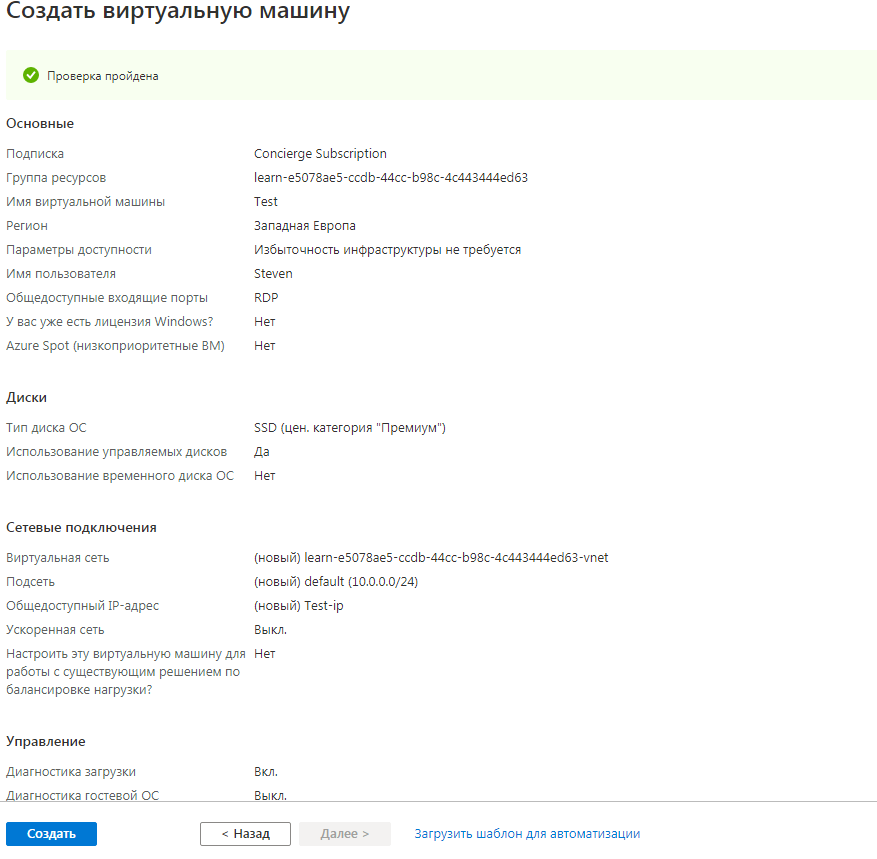 Создать виртуальную машину
Проверка пройдена
Основные
Подписка Concierge Subscription
Группа ресурсов learn-e5078ae5-ccdb-44cc-b98c-4c443444ed63
Имя виртуальной машины Test
Регион Западная Европа
Параметры доступности Избыточность инфраструктуры не требуется
Имя пользователя Steven
Общедоступные входящие порты RDP
У вас уже есть лицензия Windows? Нет
Azure Spot (низкоприоритетные ВМ) Нет
Диски
Тип диска ОС SSD (цен. категория "Премиум")
Использование управляемых дисков Да
Использование временного диска ОС Нет
Сетевые подключения
Виртуальная сеть (новый) learn-e5078ae5-ccdb-44cc-b98c-4c443444ed63-vnet
Подсеть (новый) default (10.0.0.0/24)
Общедоступный IP-адрес (новый) Test-ip
Ускоренная сеть Выкл.
Настроить эту виртуальную машину для Нет
работы с существующим решением по
балансировке нагрузки?
Управление
Диагностика загрузки Вкл.
Диагностика гостевой ОС Выкл.
Создать < Назад Далее > Загрузить шаблон для автоматизации